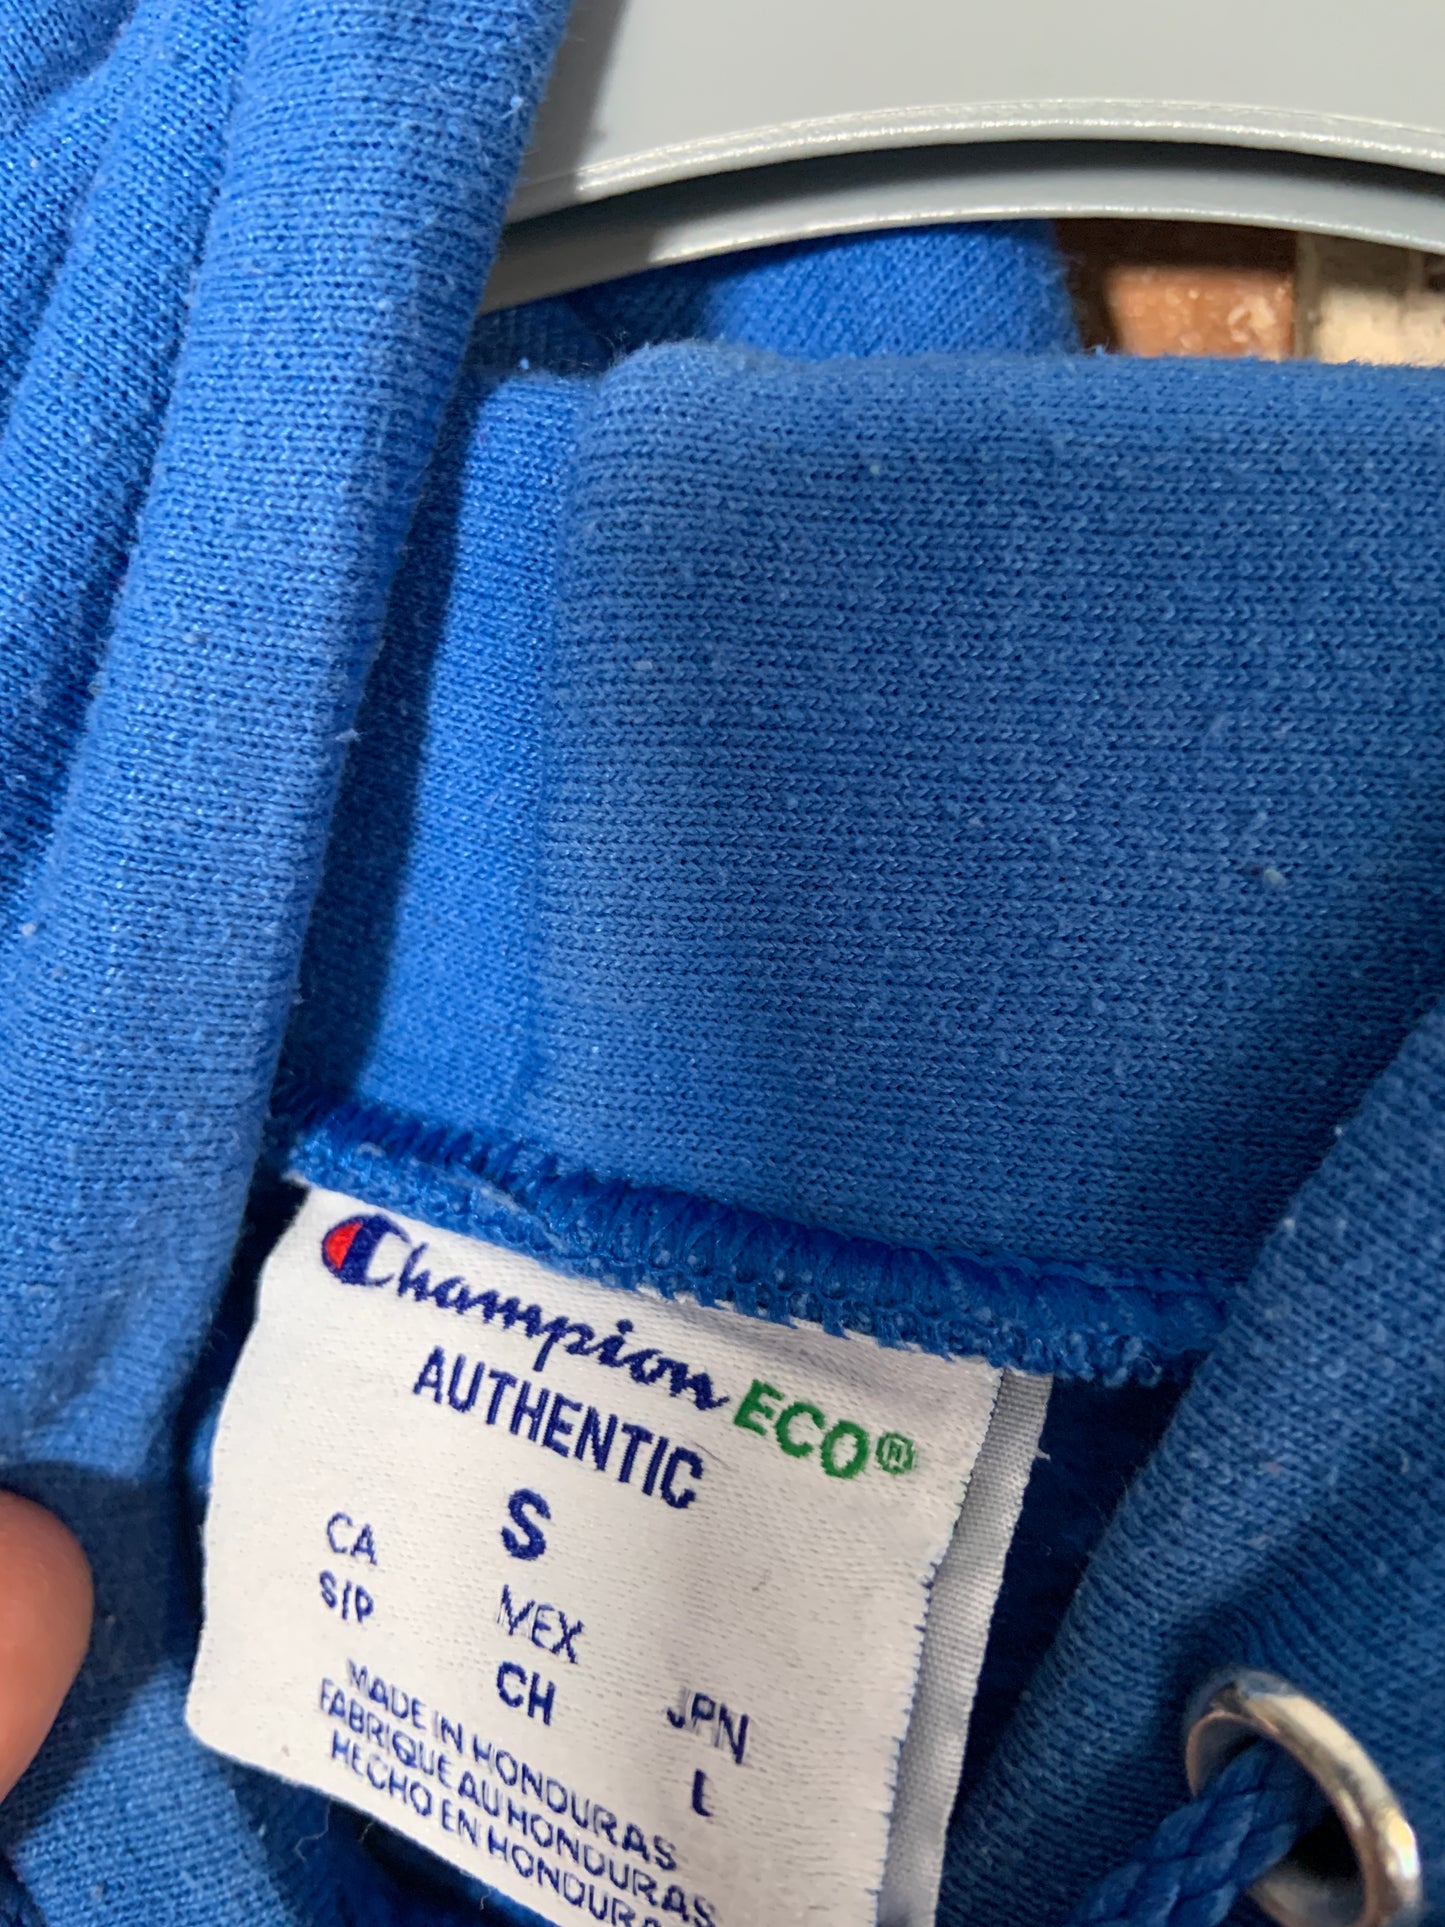 Champion ECO®
AUTHENTIC
S
CA MEX JPN
S/P CH L
MADE IN HONDURAS
FABRIQUE AU HONDURAS
HECHO EN HONDURAS